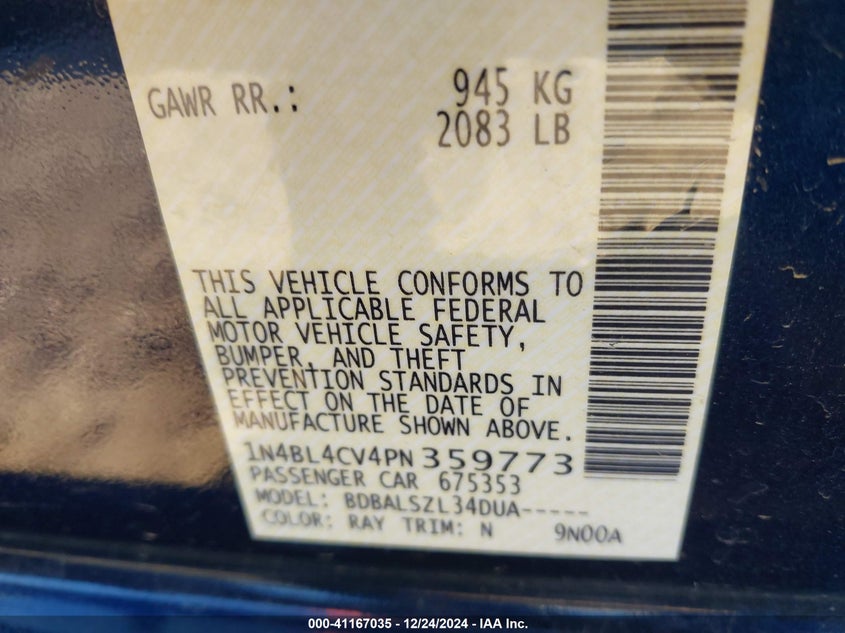 GAWR RR.: 945 KG
2083 LB
THIS VEHICLE CONFORMS TO
ALL APPLICABLE FEDERAL
MOTOR VEHICLE SAFETY,
BUMPER, AND THEFT
PREVENTION STANDARDS IN
EFFECT ON THE DATE OF
MANUFACTURE SHOWN ABOVE.
1N4BL4CV4PN359773
PASSENGER CAR 675353
MODEL: BDBALSZL34DUA-----
COLOR: RAY TRIM: N 9N00A
000-41167035 - 12/24/2024 - IAA Inc.